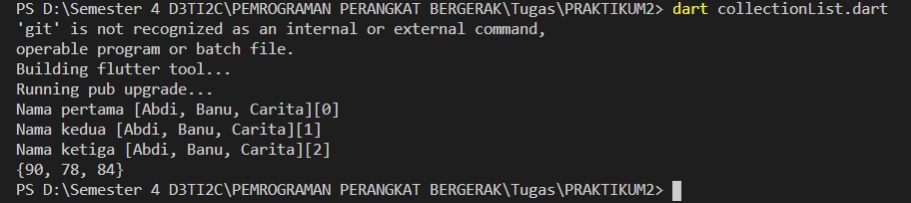 PS D:\Semester 4 D3TI2C\PEMROGRAMAN PERANGKAT BERGERAK\Tugas\PRAKTIKUM2> dart collectionList.dart
'git' is not recognized as an internal or external command,
operable program or batch file.
Building flutter tool...
Running pub upgrade...
Nama pertama [Abdi, Banu, Carita][0]
Nama kedua [Abdi, Banu, Carita][1]
Nama ketiga [Abdi, Banu, Carita][2]
{90, 78, 84}
PS D:\Semester 4 D3TI2C\PEMROGRAMAN PERANGKAT BERGERAK\Tugas\PRAKTIKUM2>